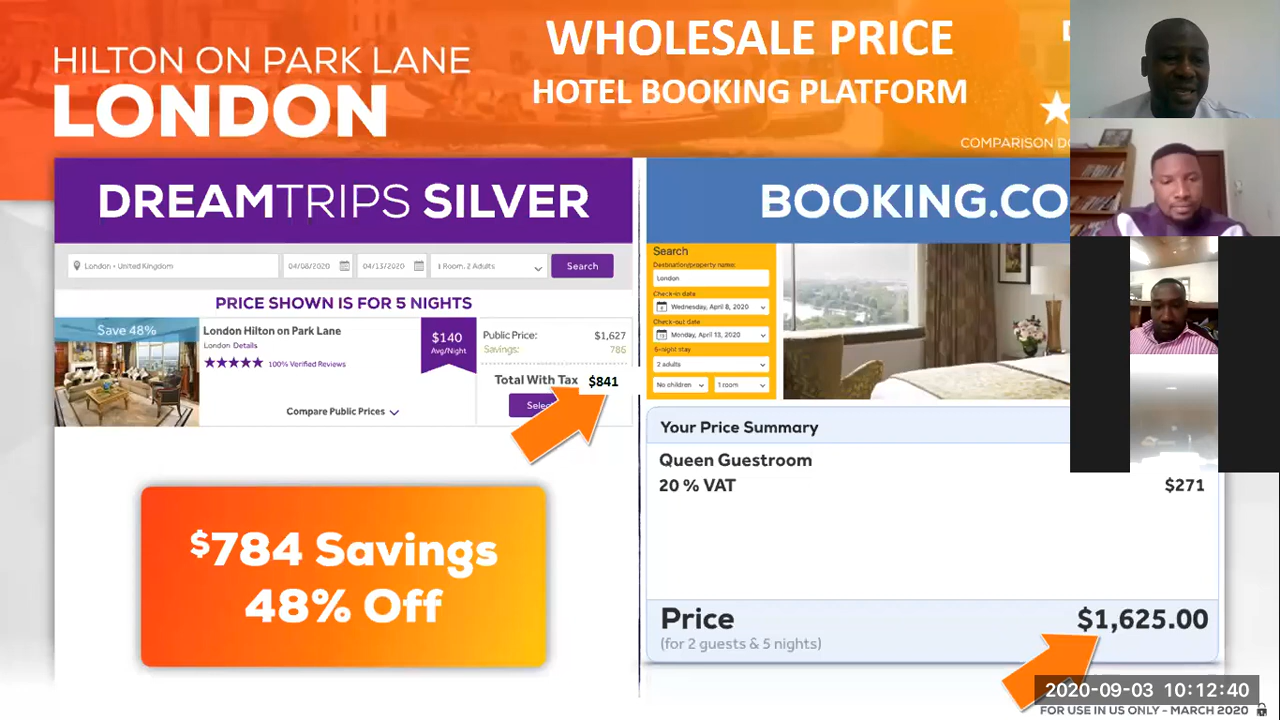 HILTON ON PARK LANE
LONDON
WHOLESALE PRICE
HOTEL BOOKING PLATFORM
COMPARISON
DREAMTRIPS SILVER
London - United Kingdom
04/08/2020
04/13/2020
1 Room, 2 Adults
Search
PRICE SHOWN IS FOR 5 NIGHTS
Save 48%
London Hilton on Park Lane
London Details
100% Verified Reviews
Compare Public Prices
$140
Avg/Night
Public Price: $1,627
Savings: 786
Total With Tax $841
Selec
$784 Savings
48% Off
BOOKING.CO
Search
Destination/property name:
London
Check-in date
Wednesday, April 8, 2020
Check-out date
Monday, April 13, 2020
5-night stay
2 adults
No children
1 room
Your Price Summary
Queen Guestroom
20 % VAT $271
Price $1,625.00
(for 2 guests & 5 nights)
2020-09-03 10:12:40
FOR USE IN US ONLY - MARCH 2020